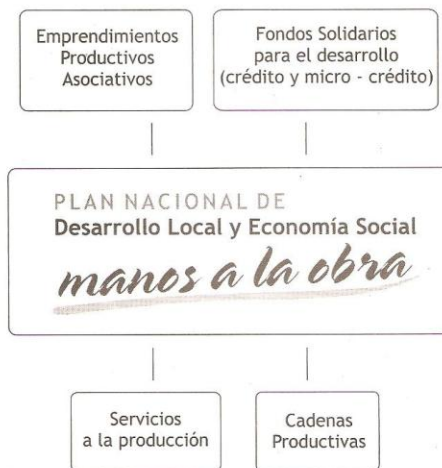 Emprendimientos
Productivos
Asociativos
Fondos Solidarios
para el desarrollo
(crédito y micro - crédito)
PLAN NACIONAL DE
Desarrollo Local y Economía Social
manos a la obra
Servicios
a la producción
Cadenas
Productivas